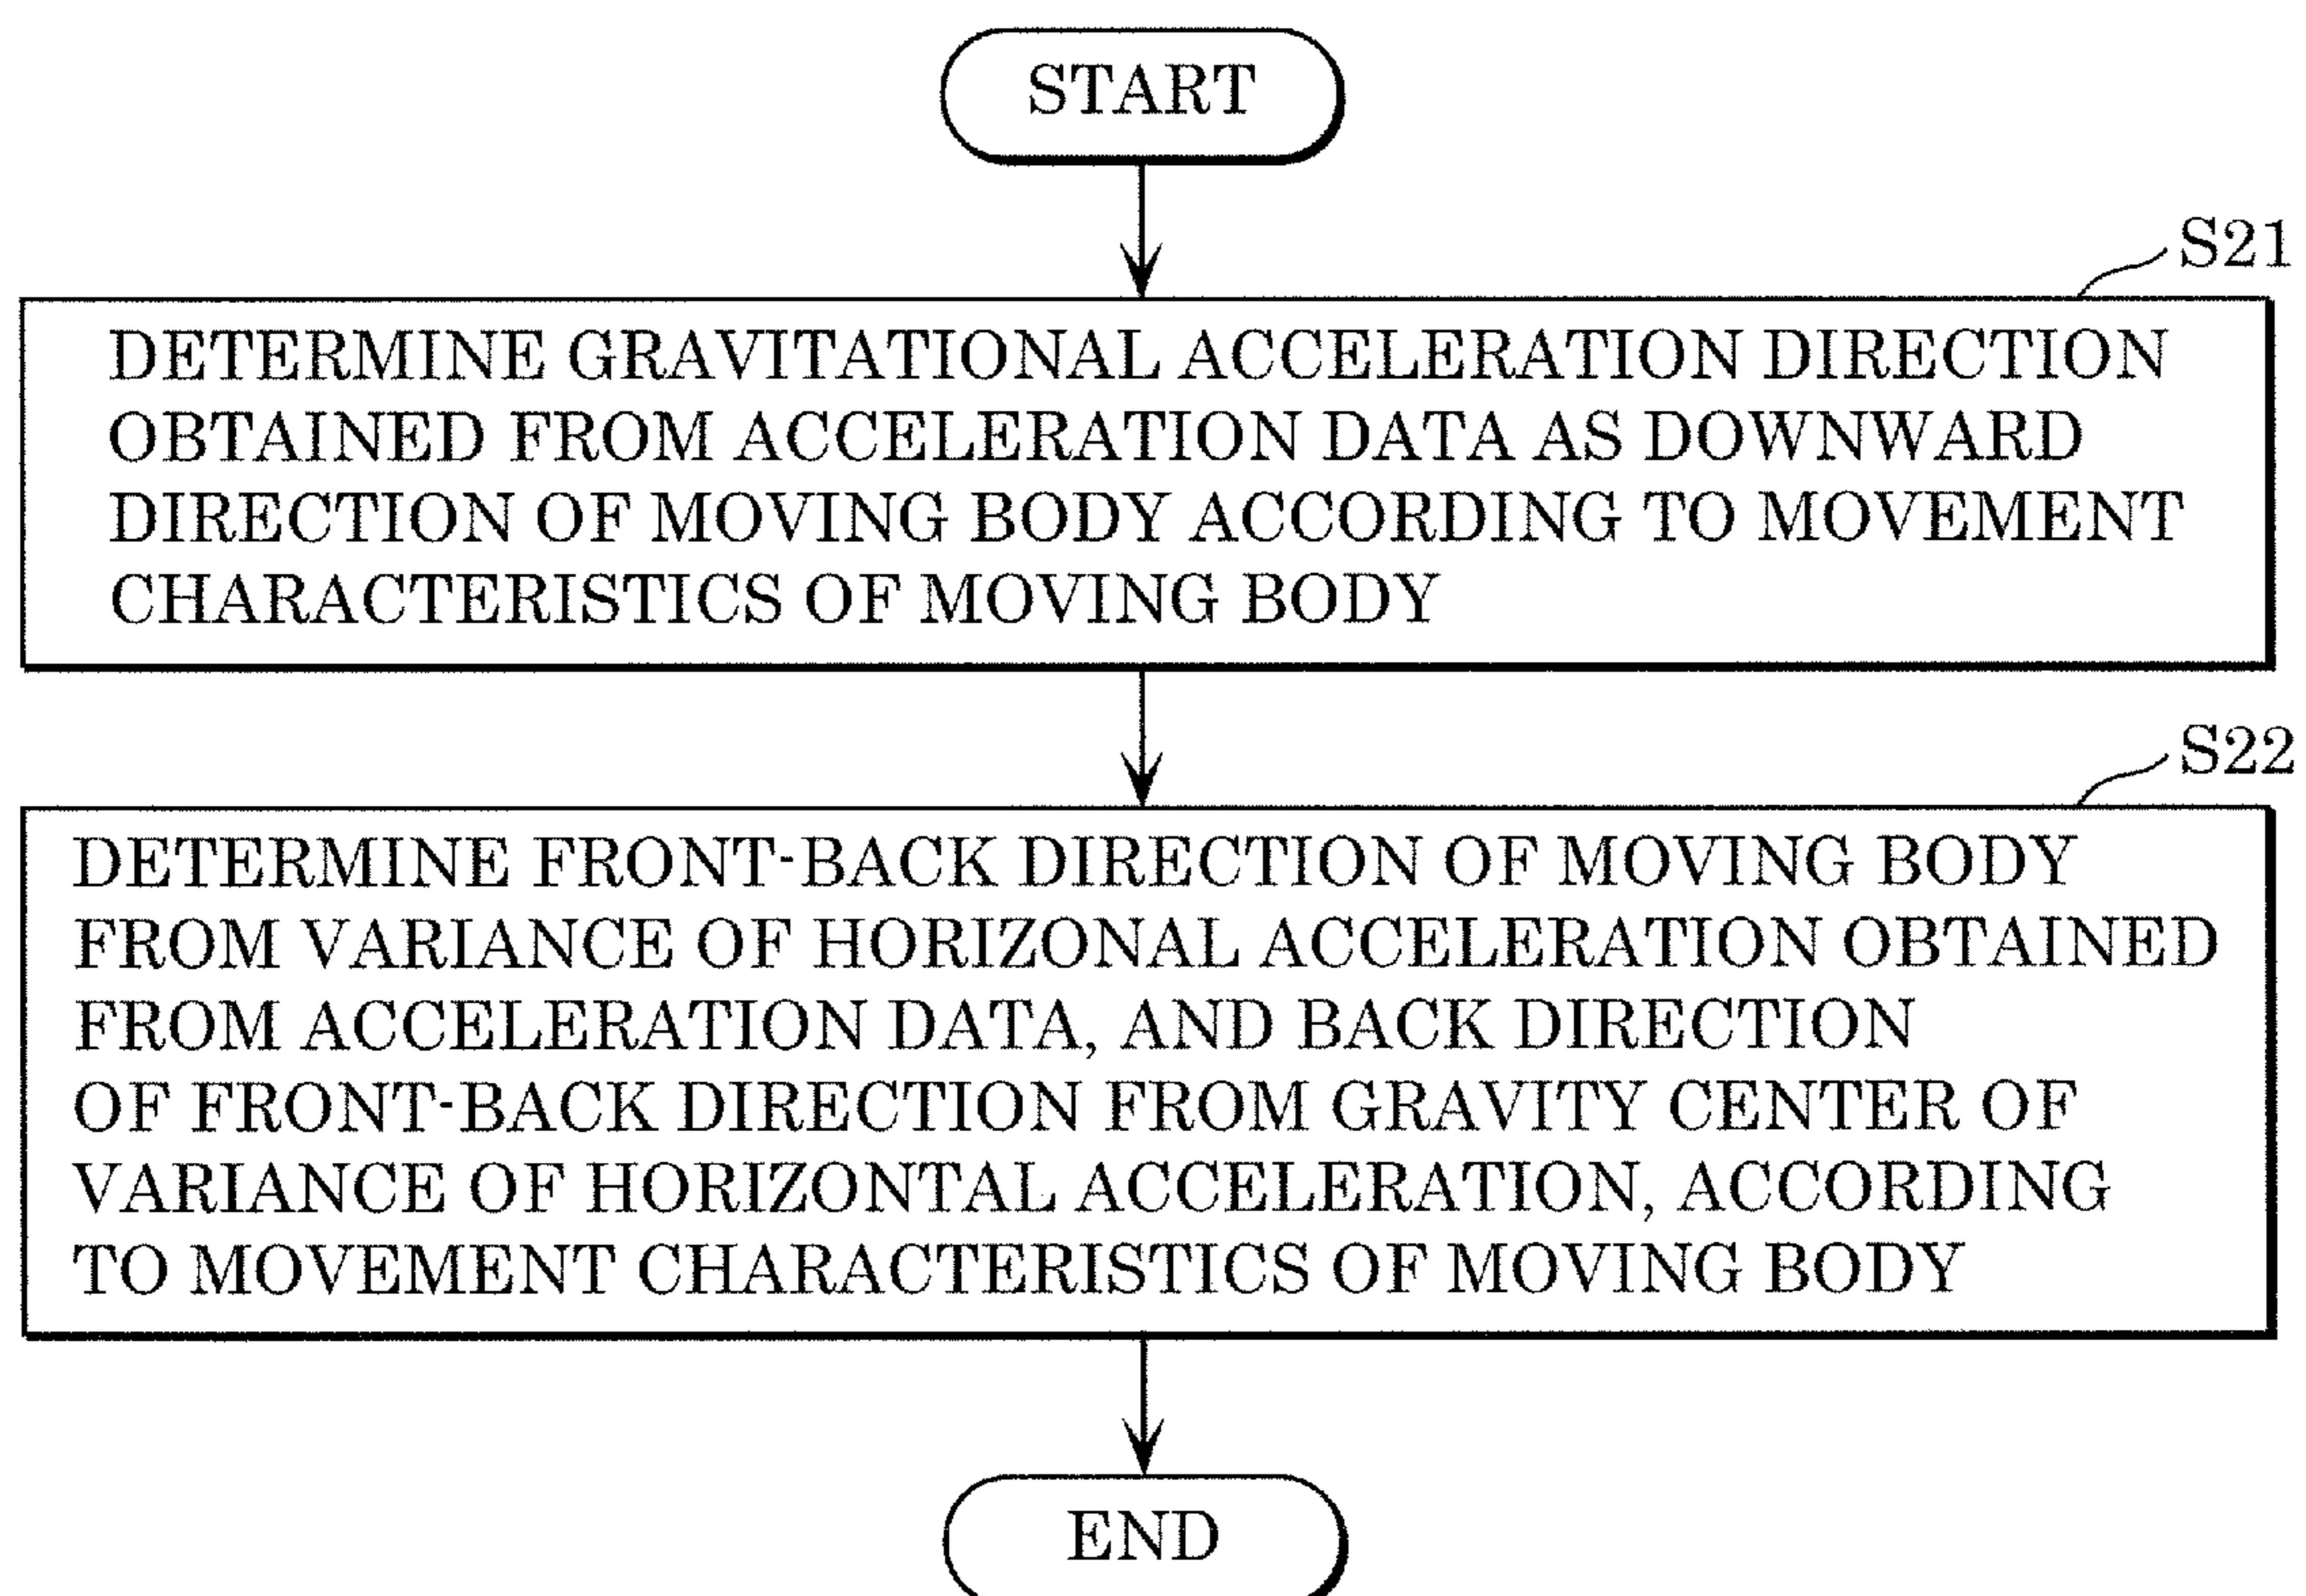 START
S21
DETERMINE GRAVITATIONAL ACCELERATION DIRECTION
OBTAINED FROM ACCELERATION DATA AS DOWNWARD
DIRECTION OF MOVING BODY ACCORDING TO MOVEMENT
CHARACTERISTICS OF MOVING BODY
S22
DETERMINE FRONT-BACK DIRECTION OF MOVING BODY
FROM VARIANCE OF HORIZONAL ACCELERATION OBTAINED
FROM ACCELERATION DATA, AND BACK DIRECTION
OF FRONT-BACK DIRECTION FROM GRAVITY CENTER OF
VARIANCE OF HORIZONTAL ACCELERATION, ACCORDING
TO MOVEMENT CHARACTERISTICS OF MOVING BODY
END